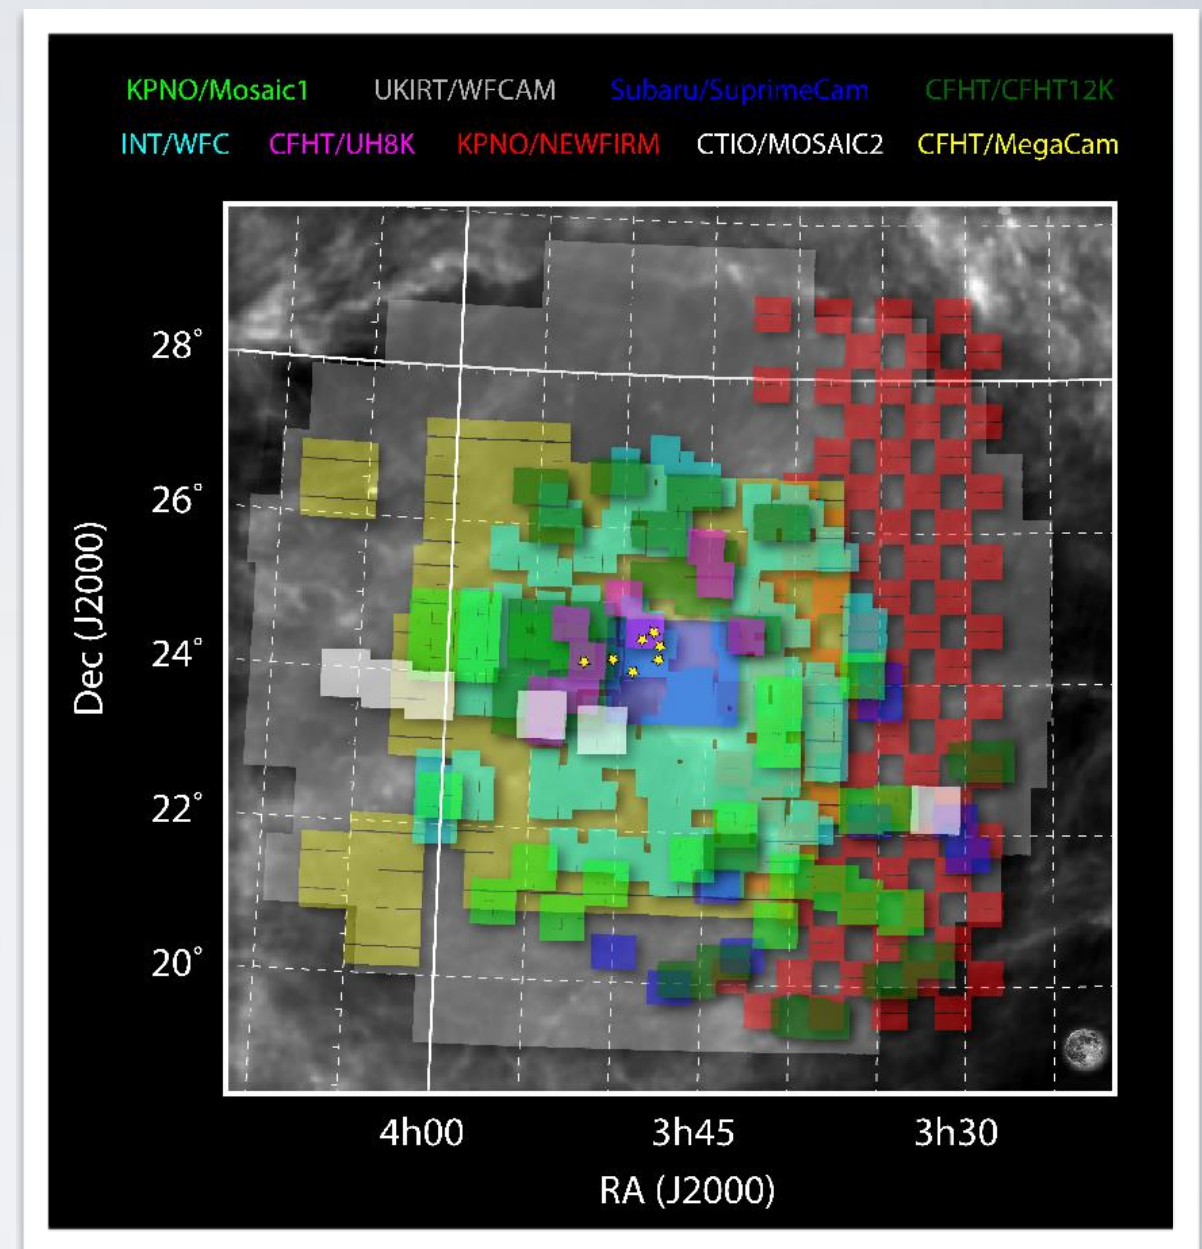 KPNO/Mosaic1 UKIRT/WFCAM Subaru/SuprimeCam CFHT/CFHT12K
INT/WFC CFHT/UH8K KPNO/NEWFIRM CTIO/MOSAIC2 CFHT/MegaCam
28°
26°
24°
22°
20°
Dec (J2000)
4h00 3h45 3h30
RA (J2000)